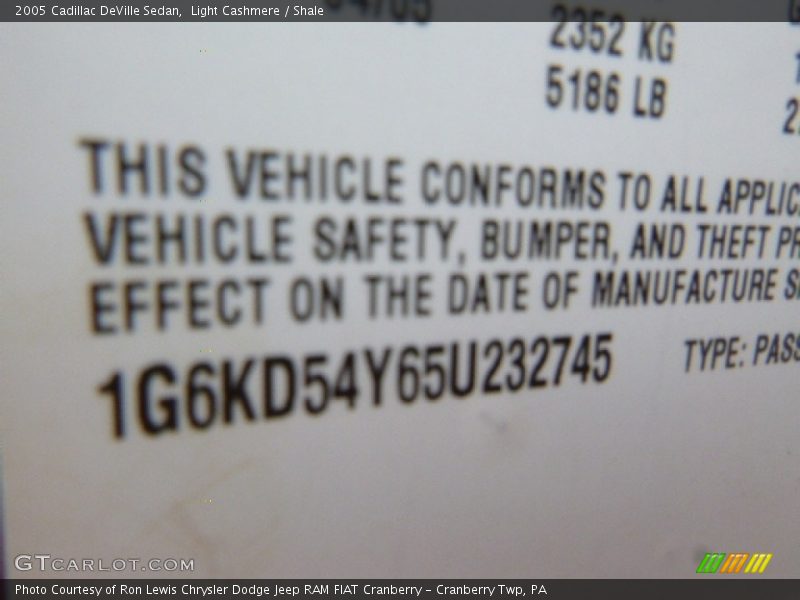 2005 Cadillac DeVille Sedan, Light Cashmere / Shale
2352 KG
5186 LB
THIS VEHICLE CONFORMS TO ALL APPLIC
VEHICLE SAFETY, BUMPER, AND THEFT PR
EFFECT ON THE DATE OF MANUFACTURE S
1G6KD54Y65U232745
TYPE: PASS
GTCARLOT.COM
Photo Courtesy of Ron Lewis Chrysler Dodge Jeep RAM FIAT Cranberry – Cranberry Twp, PA